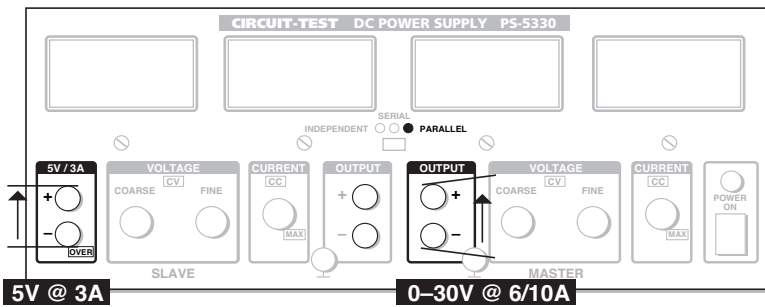 CIRCUIT-TEST DC POWER SUPPLY PS-5330
SERIAL
INDEPENDENT PARALLEL
5V / 3A VOLTAGE CURRENT OUTPUT OUTPUT VOLTAGE CURRENT
CV CC CV CC
COARSE FINE COARSE FINE
+ + +
POWER
ON
− − −
MAX MAX
OVER
SLAVE MASTER
5V @ 3A 0–30V @ 6/10A